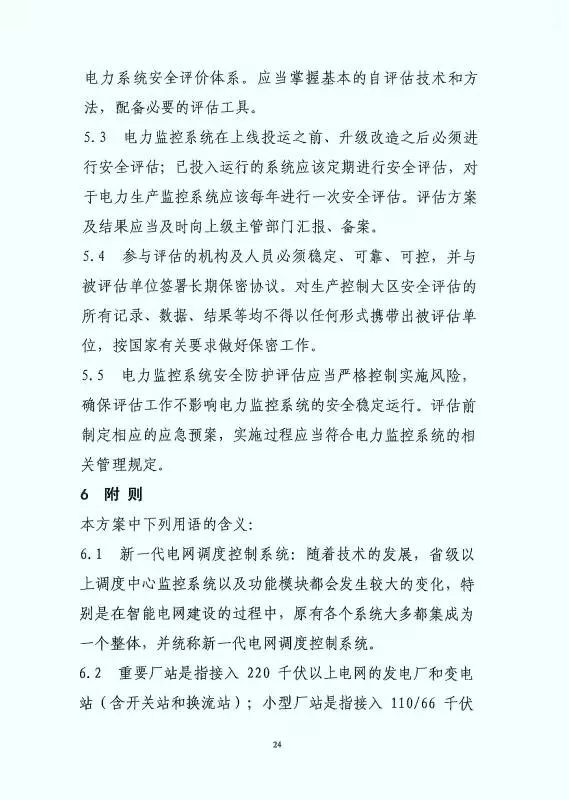 电力系统安全评价体系。应当掌握基本的自评估技术和方
法，配备必要的评估工具。
5.3 电力监控系统在上线投运之前、升级改造之后必须进
行安全评估；已投入运行的系统应该定期进行安全评估，对
于电力生产监控系统应该每年进行一次安全评估。评估方案
及结果应当及时向上级主管部门汇报、备案。
5.4 参与评估的机构及人员必须稳定、可靠、可控，并与
被评估单位签署长期保密协议。对生产控制大区安全评估的
所有记录、数据、结果等均不得以任何形式携带出被评估单
位，按国家有关要求做好保密工作。
5.5 电力监控系统安全防护评估应当严格控制实施风险，
确保评估工作不影响电力监控系统的安全稳定运行。评估前
制定相应的应急预案，实施过程应当符合电力监控系统的相
关管理规定。
6 附 则
本方案中下列用语的含义：
6.1 新一代电网调度控制系统：随着技术的发展，省级以
上调度中心监控系统以及功能模块都会发生较大的变化，特
别是在智能电网建设的过程中，原有各个系统大多都集成为
一个整体，并统称新一代电网调度控制系统。
6.2 重要厂站是指接入 220 千伏以上电网的发电厂和变电
站（含开关站和换流站）；小型厂站是指接入 110/66 千伏
24